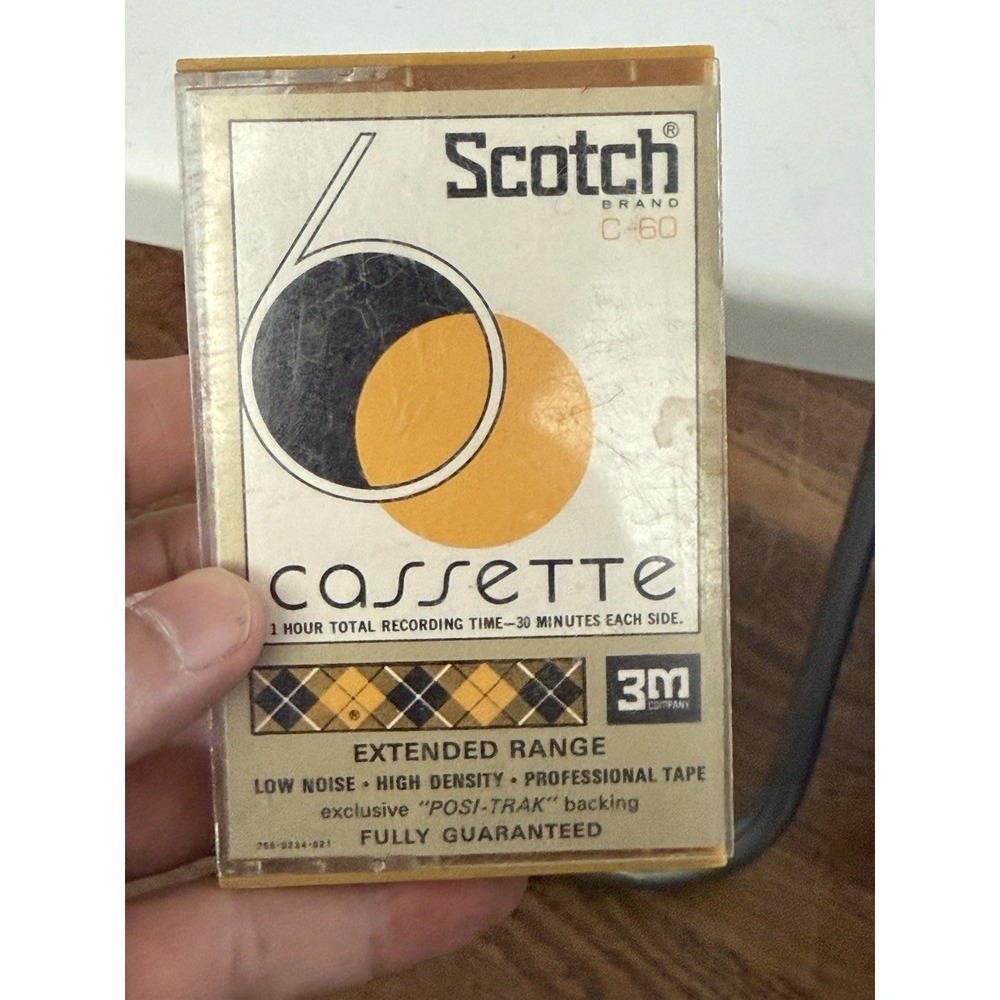 Scotch®
BRAND
C-60
60
cassette
1 HOUR TOTAL RECORDING TIME—30 MINUTES EACH SIDE.
®
3M
COMPANY
EXTENDED RANGE
LOW NOISE • HIGH DENSITY • PROFESSIONAL TAPE
exclusive "POSI-TRAK" backing
FULLY GUARANTEED